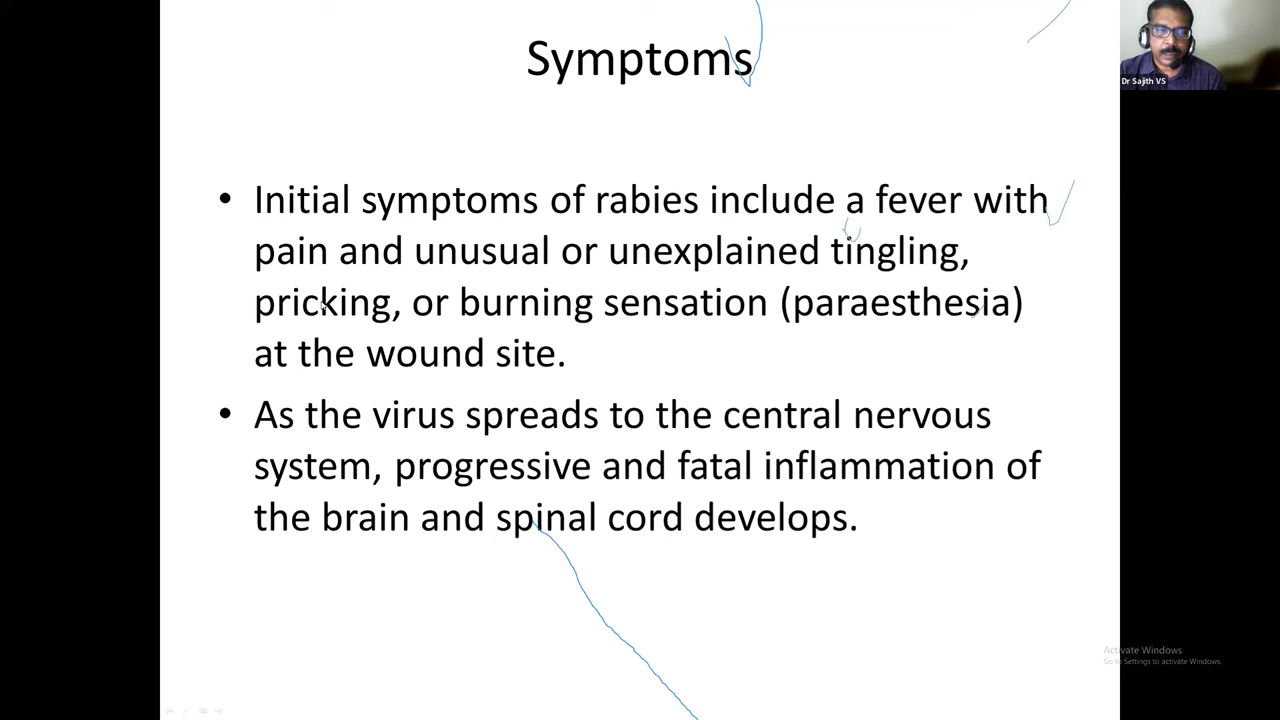 Symptoms
Dr Sajith VS
• Initial symptoms of rabies include a fever with
pain and unusual or unexplained tingling,
pricking, or burning sensation (paraesthesia)
at the wound site.
• As the virus spreads to the central nervous
system, progressive and fatal inflammation of
the brain and spinal cord develops.
Activate Windows
Go to Settings to activate Windows.